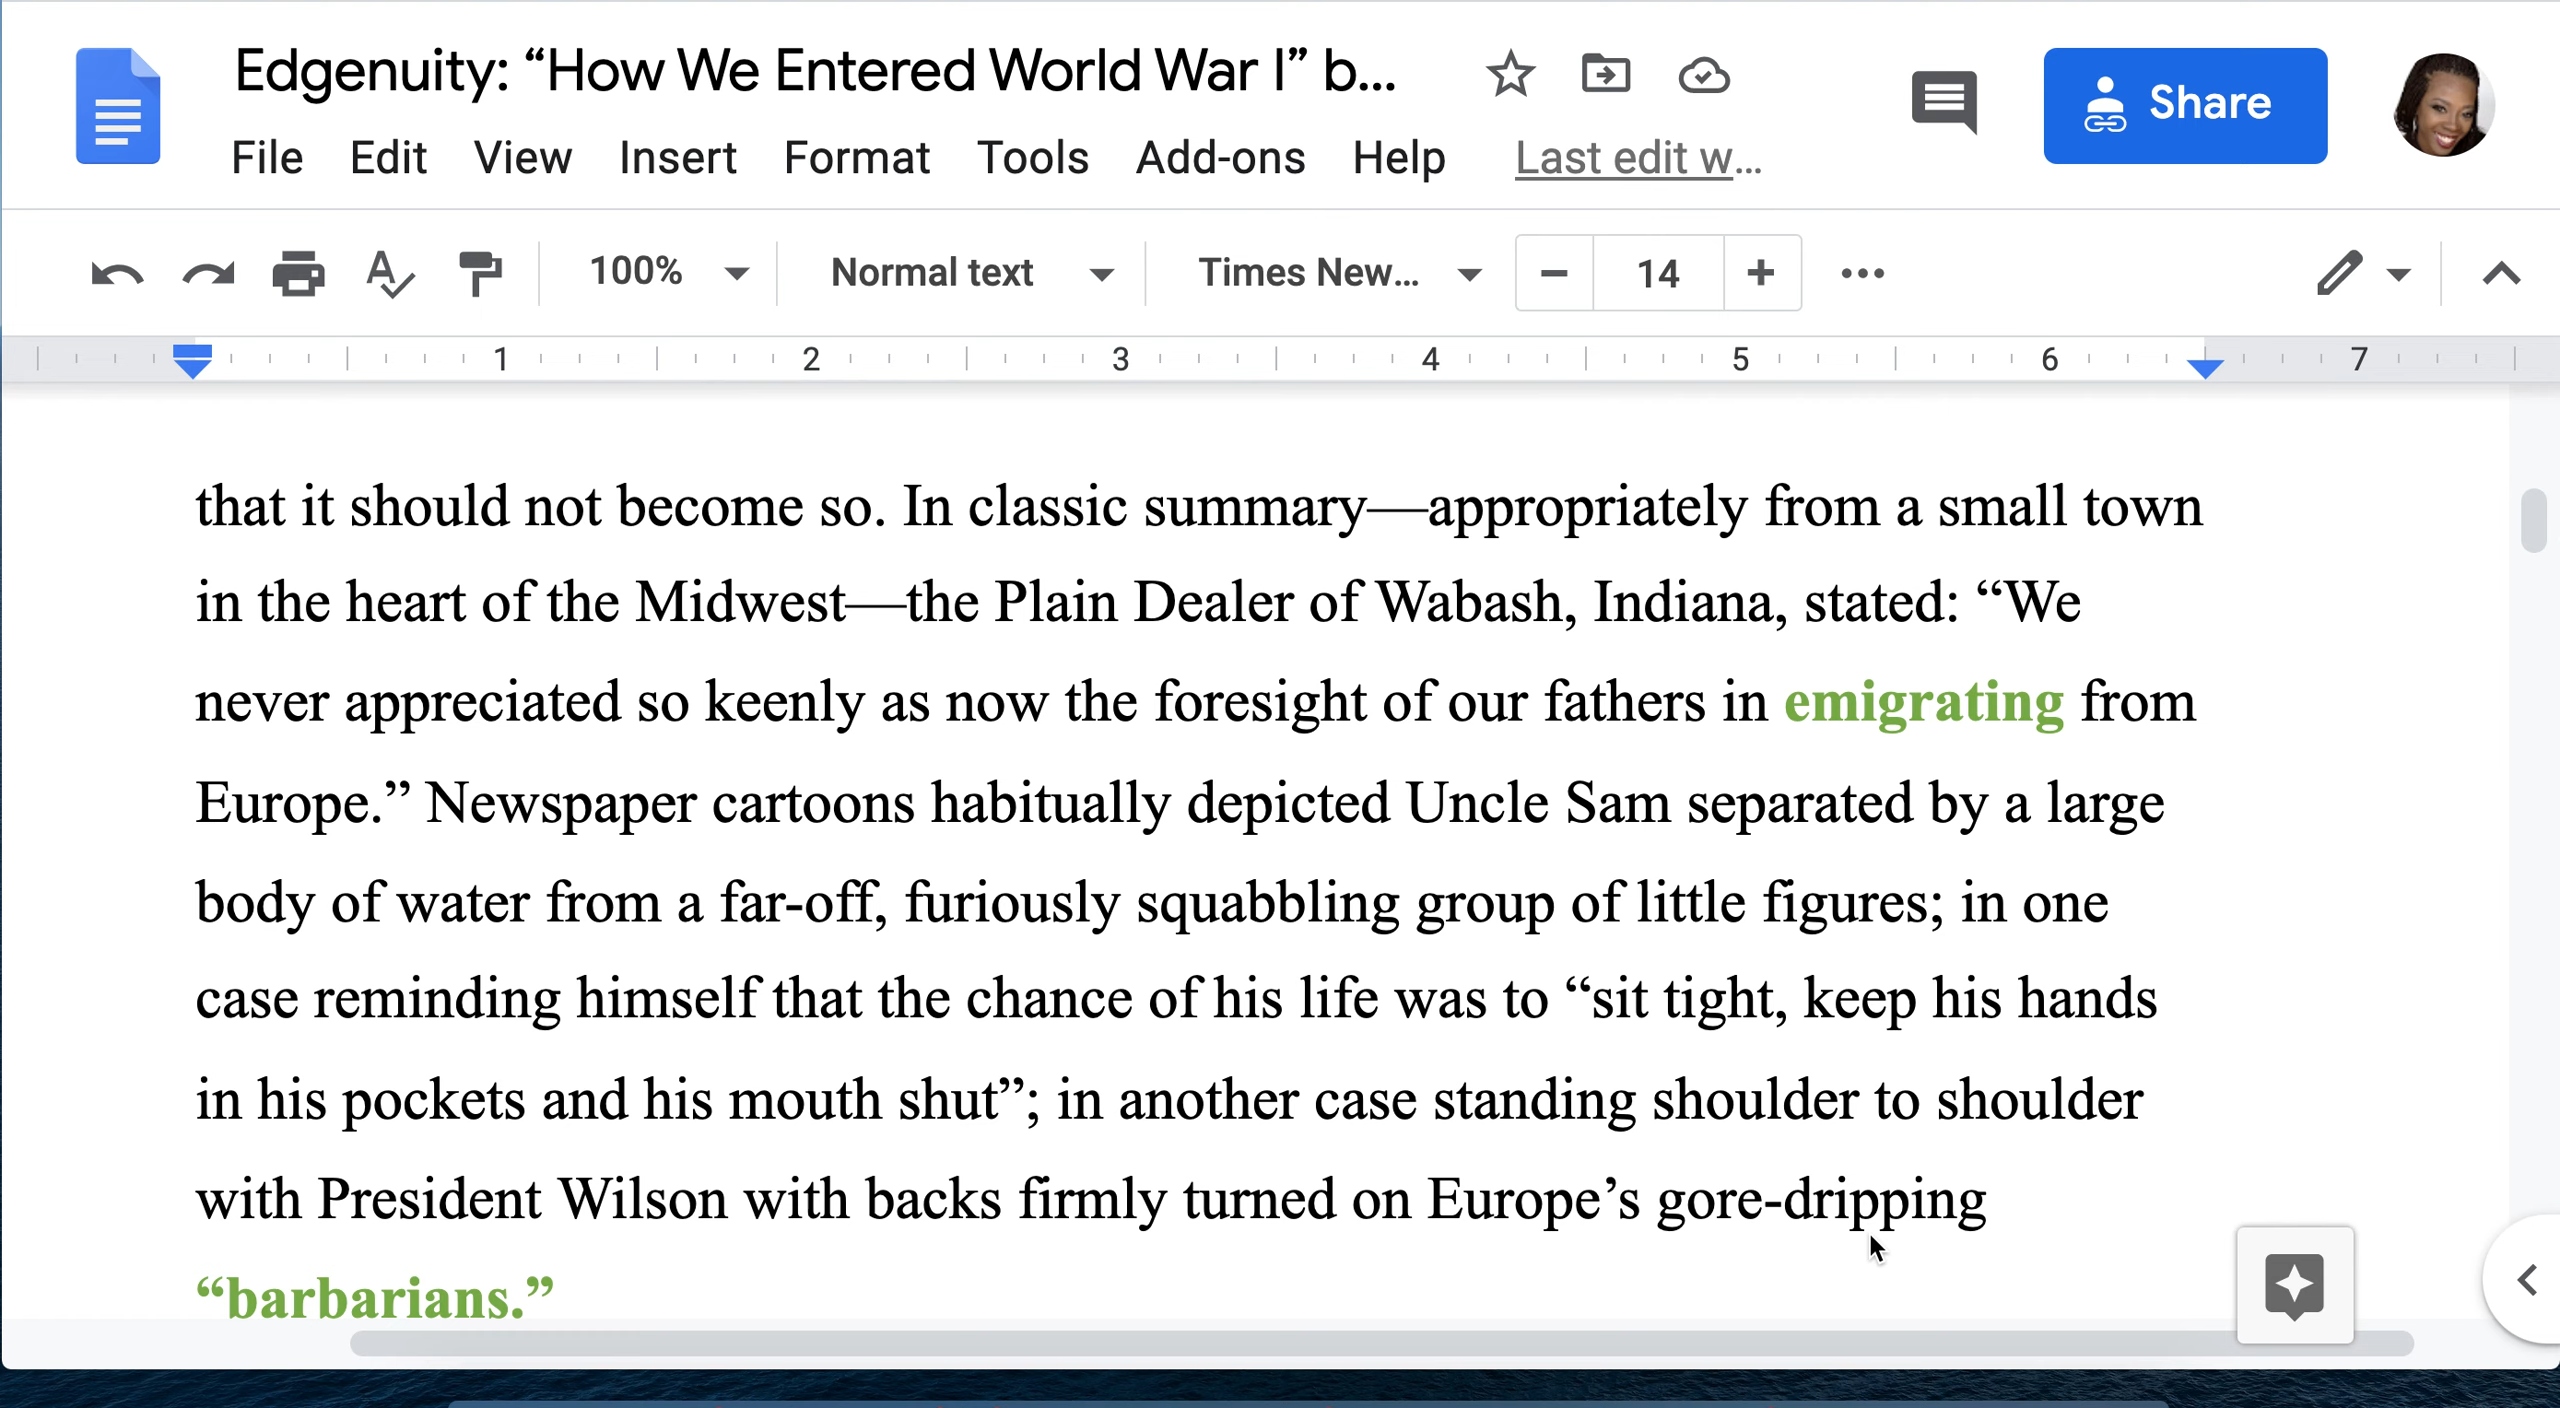 Edgenuity: “How We Entered World War I” b...
File Edit View Insert Format Tools Add-ons Help Last edit w...
Share
100% Normal text Times New... 14
1 2 3 4 5 6 7
that it should not become so. In classic summary—appropriately from a small town
in the heart of the Midwest—the Plain Dealer of Wabash, Indiana, stated: “We
never appreciated so keenly as now the foresight of our fathers in emigrating from
Europe.” Newspaper cartoons habitually depicted Uncle Sam separated by a large
body of water from a far-off, furiously squabbling group of little figures; in one
case reminding himself that the chance of his life was to “sit tight, keep his hands
in his pockets and his mouth shut”; in another case standing shoulder to shoulder
with President Wilson with backs firmly turned on Europe’s gore-dripping
“barbarians.”